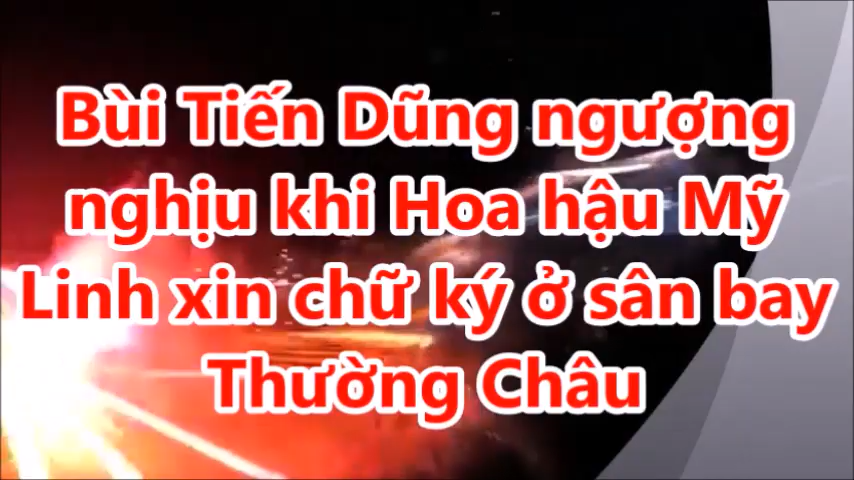 Bùi Tiến Dũng ngượng
nghịu khi Hoa hậu Mỹ
Linh xin chữ ký ở sân bay
Thường Châu